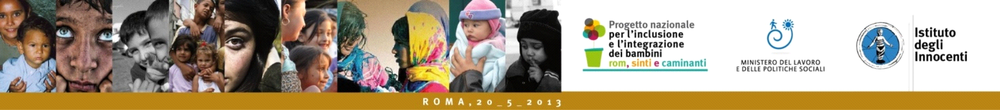 Progetto nazionale
per l'inclusione
e l'integrazione
dei bambini
rom, sinti e caminanti
MINISTERO DEL LAVORO
E DELLE POLITICHE SOCIALI
Istituto
degli
Innocenti
ROMA,20_5_2013